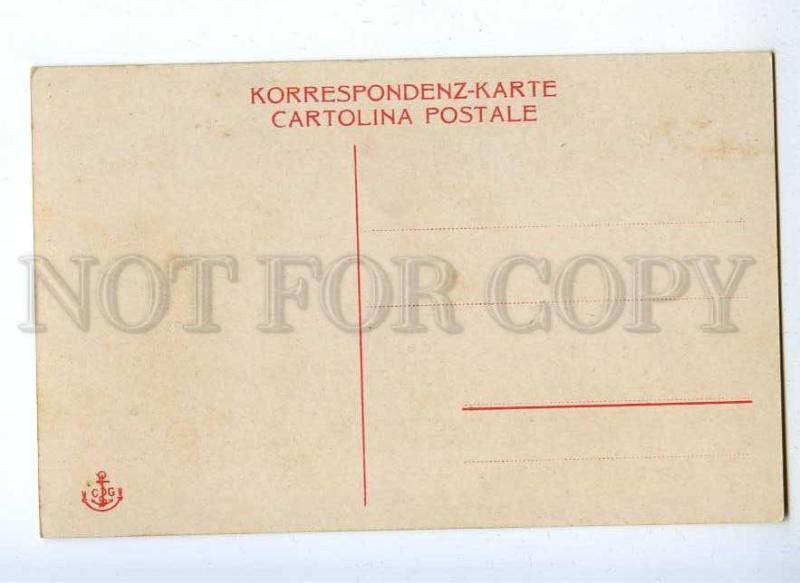 KORRESPONDENZ-KARTE
CARTOLINA POSTALE
NOT FOR COPY
C G